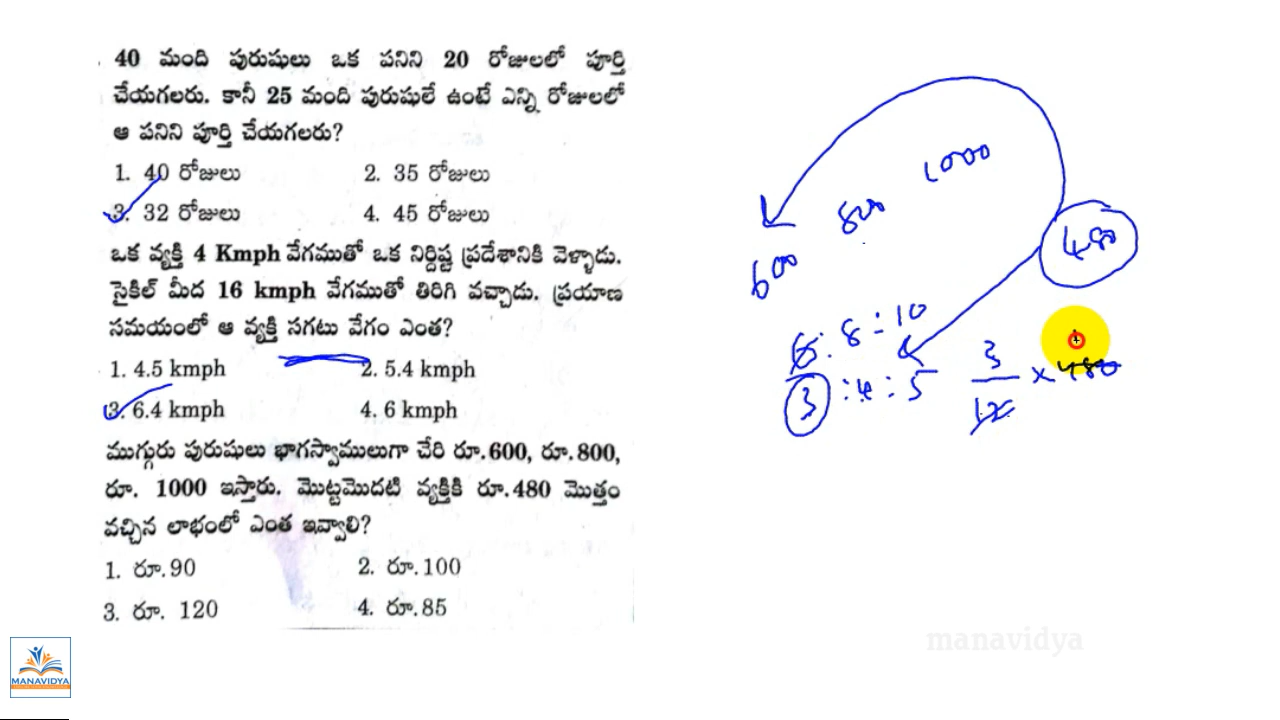 40 మంది పురుషులు ఒక పనిని 20 రోజులలో పూర్తి
చేయగలరు. కానీ 25 మంది పురుషులే ఉంటే ఎన్ని రోజులలో
ఆ పనిని పూర్తి చేయగలరు?
1. 40 రోజులు 2. 35 రోజులు
3. 32 రోజులు 4. 45 రోజులు
ఒక వ్యక్తి 4 Kmph వేగముతో ఒక నిర్దిష్ట ప్రదేశానికి వెళ్ళాడు.
సైకిల్ మీద 16 kmph వేగముతో తిరిగి వచ్చాడు. ప్రయాణ
సమయంలో ఆ వ్యక్తి సగటు వేగం ఎంత?
1. 4.5 kmph 2. 5.4 kmph
3. 6.4 kmph 4. 6 kmph
ముగ్గురు పురుషులు భాగస్వాములుగా చేరి రూ.600, రూ.800,
రూ. 1000 ఇస్తారు. మొట్టమొదటి వ్యక్తికి రూ.480 మొత్తం
వచ్చిన లాభంలో ఎంత ఇవ్వాలి?
1. రూ.90 2. రూ.100
3. రూ. 120 4. రూ.85
600 800 1000
480
6 : 8 : 10
3 : 4 : 5
3/12 × 480
manavidya
MANAVIDYA